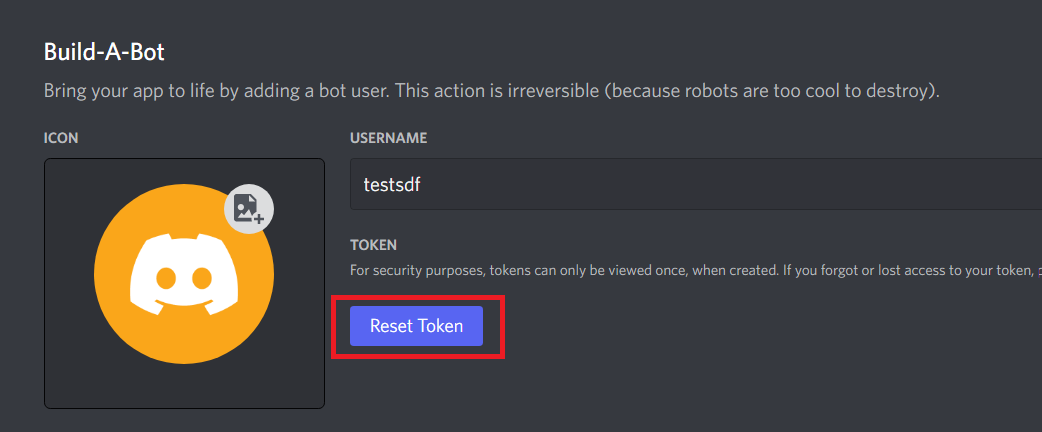 Build-A-Bot
Bring your app to life by adding a bot user. This action is irreversible (because robots are too cool to destroy).
ICON
USERNAME
testsdf
TOKEN
For security purposes, tokens can only be viewed once, when created. If you forgot or lost access to your token,
Reset Token